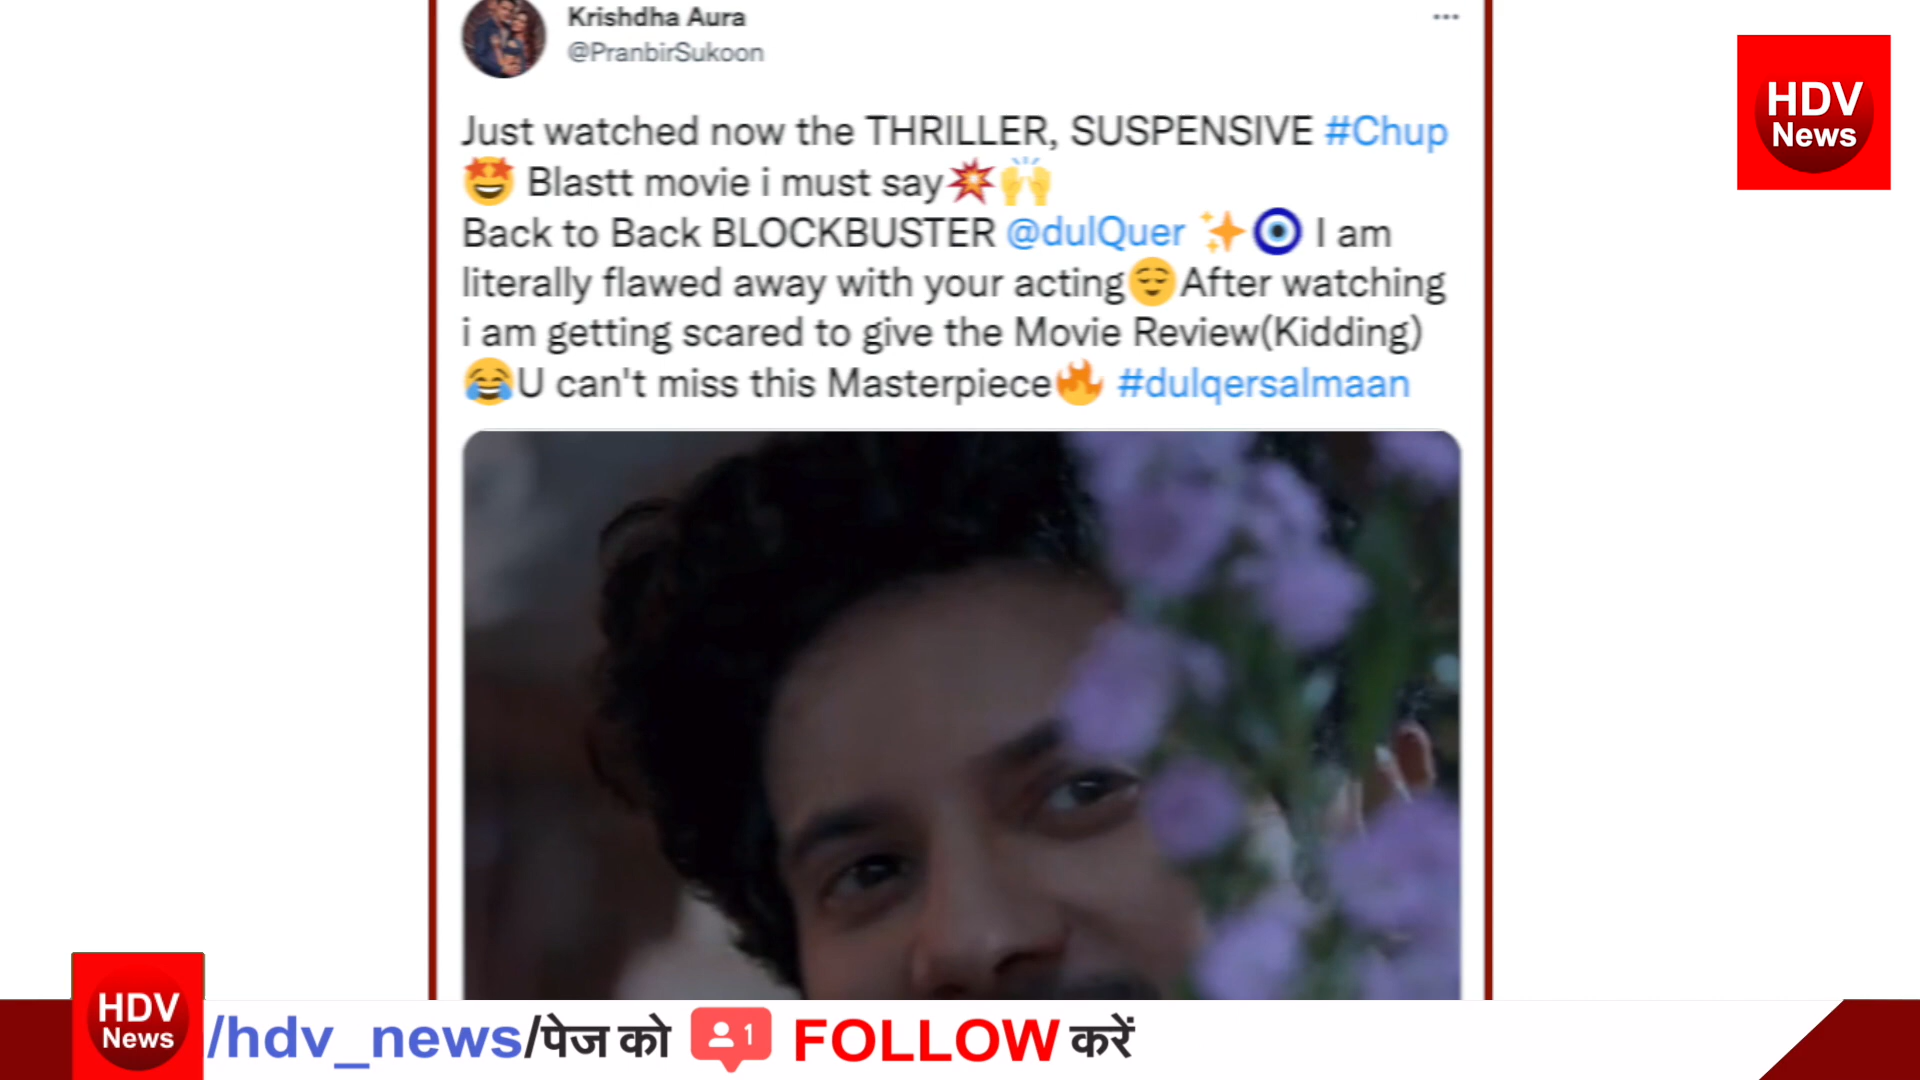 Krishdha Aura
@PranbirSukoon
HDV
News
Just watched now the THRILLER, SUSPENSIVE #Chup
🤩 Blastt movie i must say💥🙌
Back to Back BLOCKBUSTER @dulQuer ✨🧿 I am
literally flawed away with your acting😌After watching
i am getting scared to give the Movie Review(Kidding)
😂U can't miss this Masterpiece🔥 #dulqersalmaan
HDV
News
/hdv_news/पेज को 1 FOLLOW करें